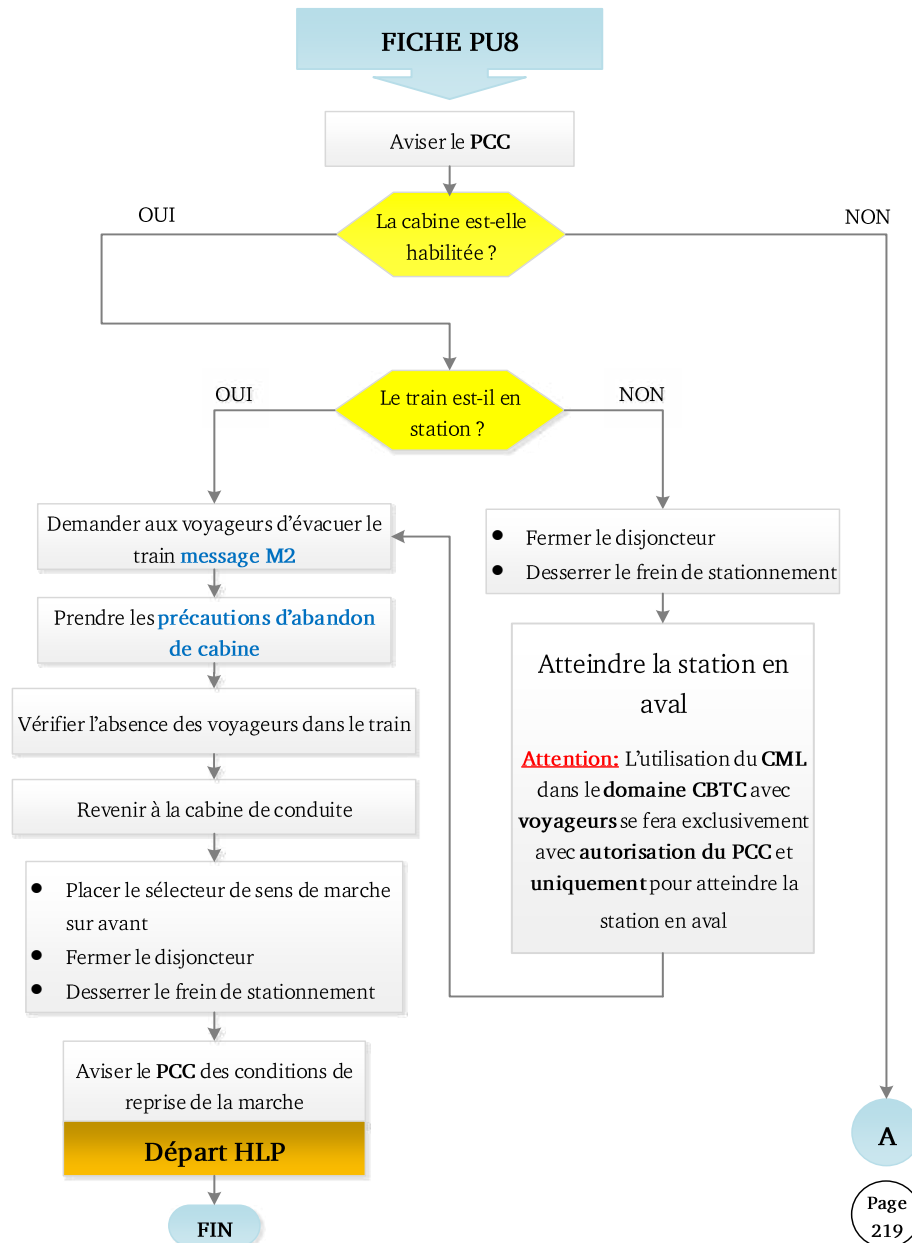 FICHE PU8
Aviser le PCC
OUI
La cabine est-elle
habilitée ?
NON
OUI
Le train est-il en
station ?
NON
Demander aux voyageurs d’évacuer le
train message M2
Prendre les précautions d’abandon
de cabine
Vérifier l’absence des voyageurs dans le train
Revenir à la cabine de conduite
• Placer le sélecteur de sens de marche
sur avant
• Fermer le disjoncteur
• Desserrer le frein de stationnement
Aviser le PCC des conditions de
reprise de la marche
Départ HLP
FIN
• Fermer le disjoncteur
• Desserrer le frein de stationnement
Atteindre la station en
aval
Attention: L’utilisation du CML
dans le domaine CBTC avec
voyageurs se fera exclusivement
avec autorisation du PCC et
uniquement pour atteindre la
station en aval
A
Page
219